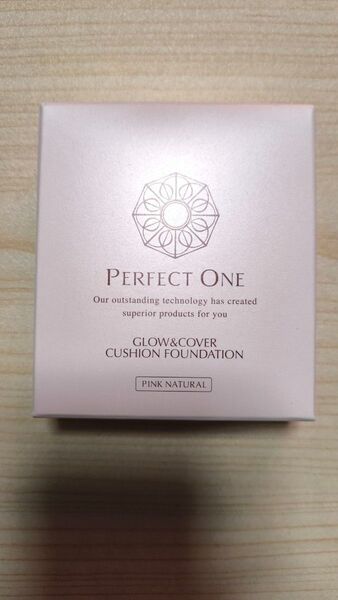 PERFECT ONE
Our outstanding technology has created
superior products for you
GLOW&COVER
CUSHION FOUNDATION
PINK NATURAL